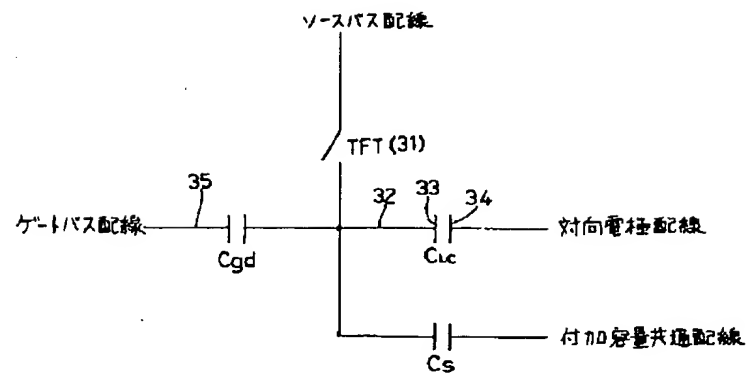 ソースバス配線
TFT(31)
35
32
33
34
ゲートバス配線
対向電極配線
Cgd
CLC
付加容量共通配線
Cs